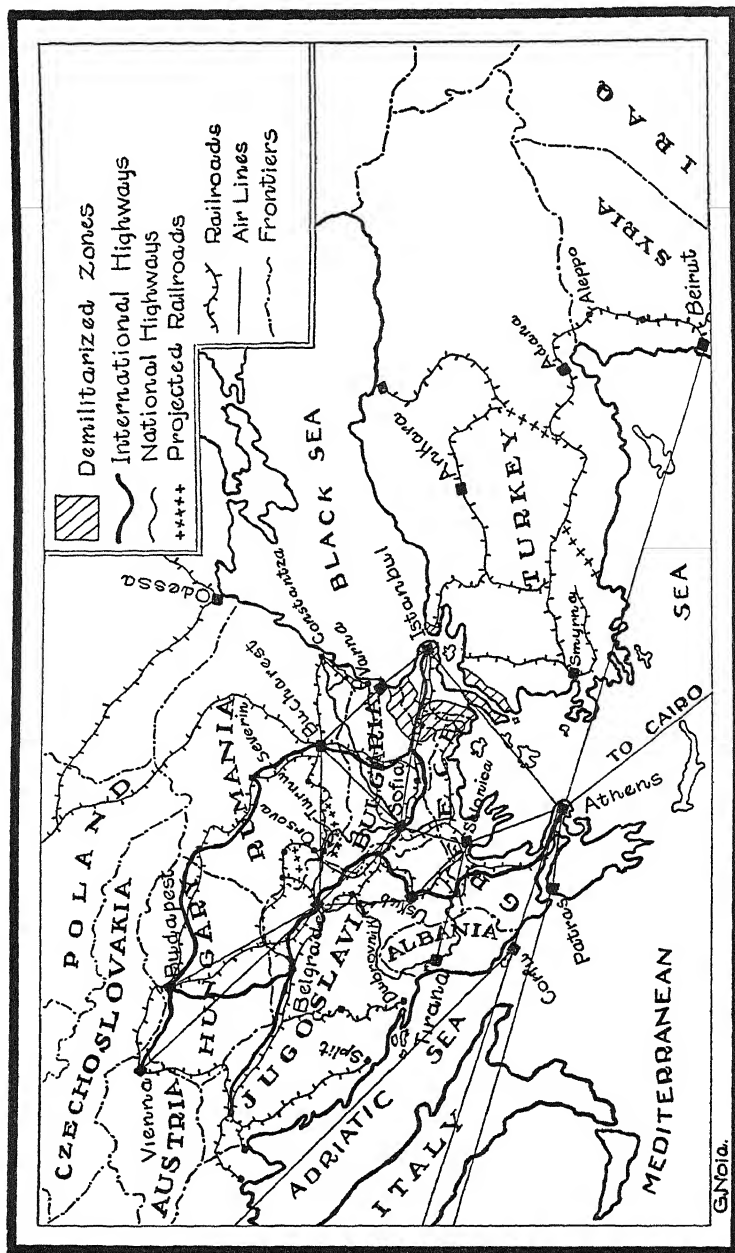 Demilitarized Zones
International Highways
National Highways
Projected Railroads
Railroads
Air Lines
Frontiers
POLAND
CZECHOSLOVAKIA
Vienna
AUSTRIA
Budapest
HUNGARY
RUMANIA
Odessa
Orsova
Turnu Severin
Bucharest
Constantza
Varna
BLACK SEA
Belgrade
JUGOSLAVIA
Split
Dubrovnik
BULGARIA
Sofia
Uskub
ALBANIA
Tirana
Salonica
GREECE
Istanbul
Ankara
TURKEY
Smyrna
Adana
Aleppo
SYRIA
IRAQ
Beirut
ADRIATIC SEA
ITALY
Corfu
Patras
Athens
TO CAIRO
MEDITERRANEAN SEA
G.Noia.